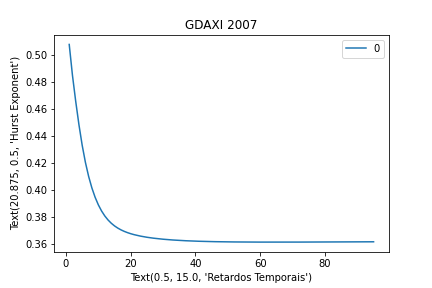 GDAXI 2007
0
0.50
0.48
0.46
0.44
0.42
0.40
0.38
0.36
Text(20.875, 0.5, 'Hurst Exponent')
0 20 40 60 80
Text(0.5, 15.0, 'Retardos Temporais')